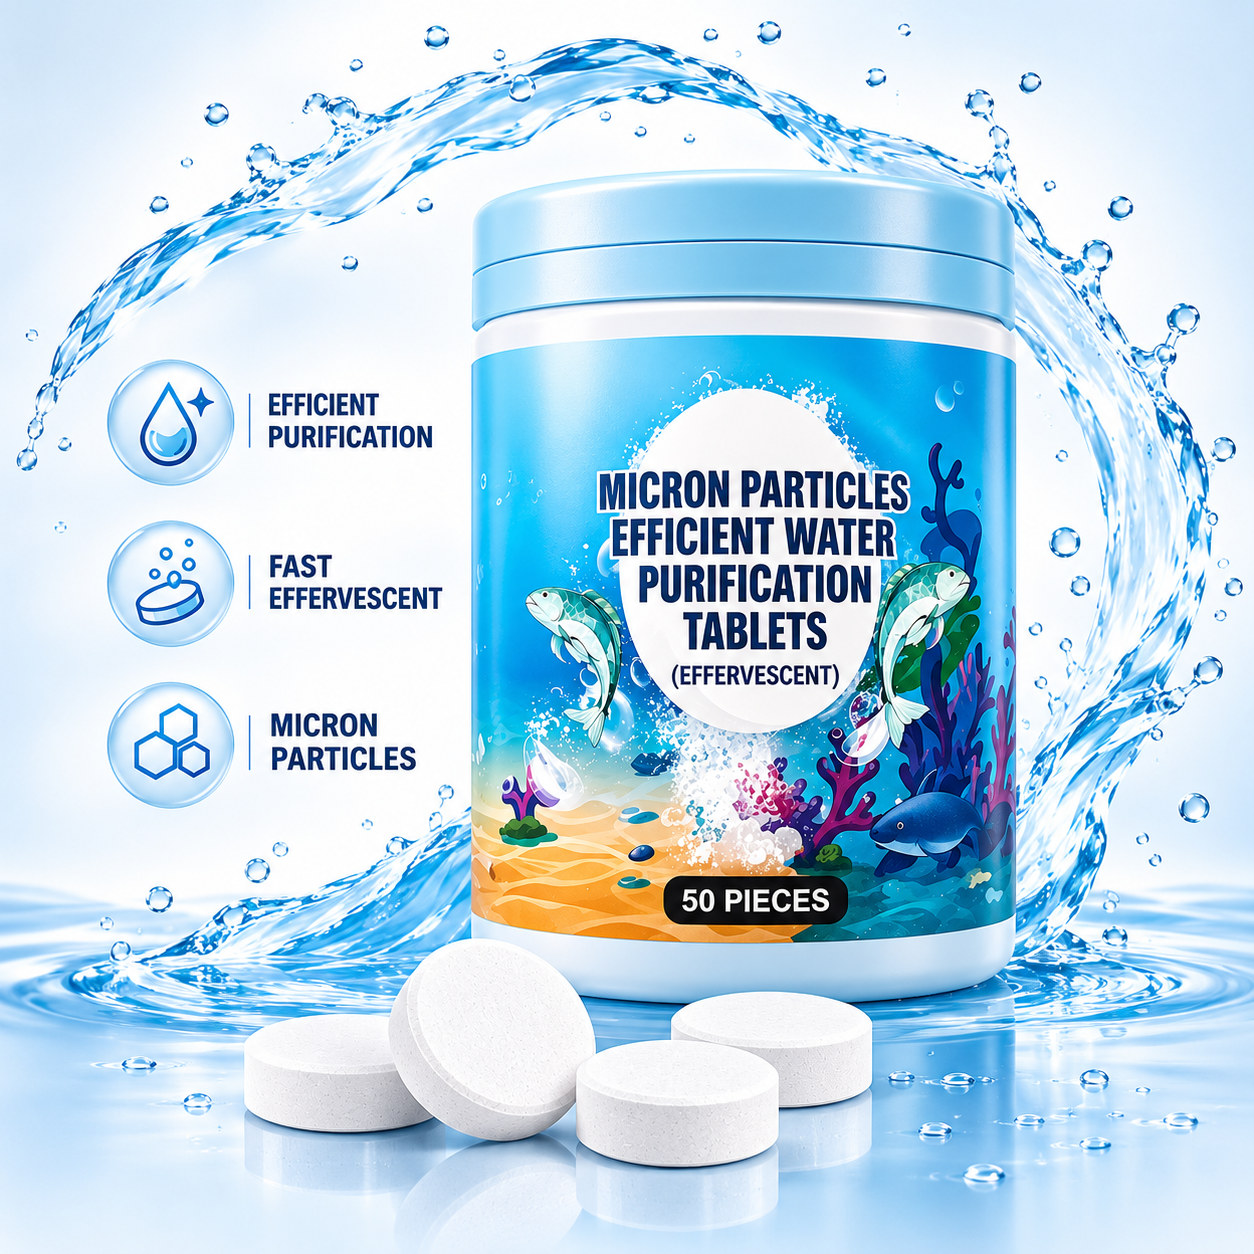 EFFICIENT
PURIFICATION
FAST
EFFERVESCENT
MICRON
PARTICLES
MICRON PARTICLES
EFFICIENT WATER
PURIFICATION
TABLETS
(EFFERVESCENT)
50 PIECES